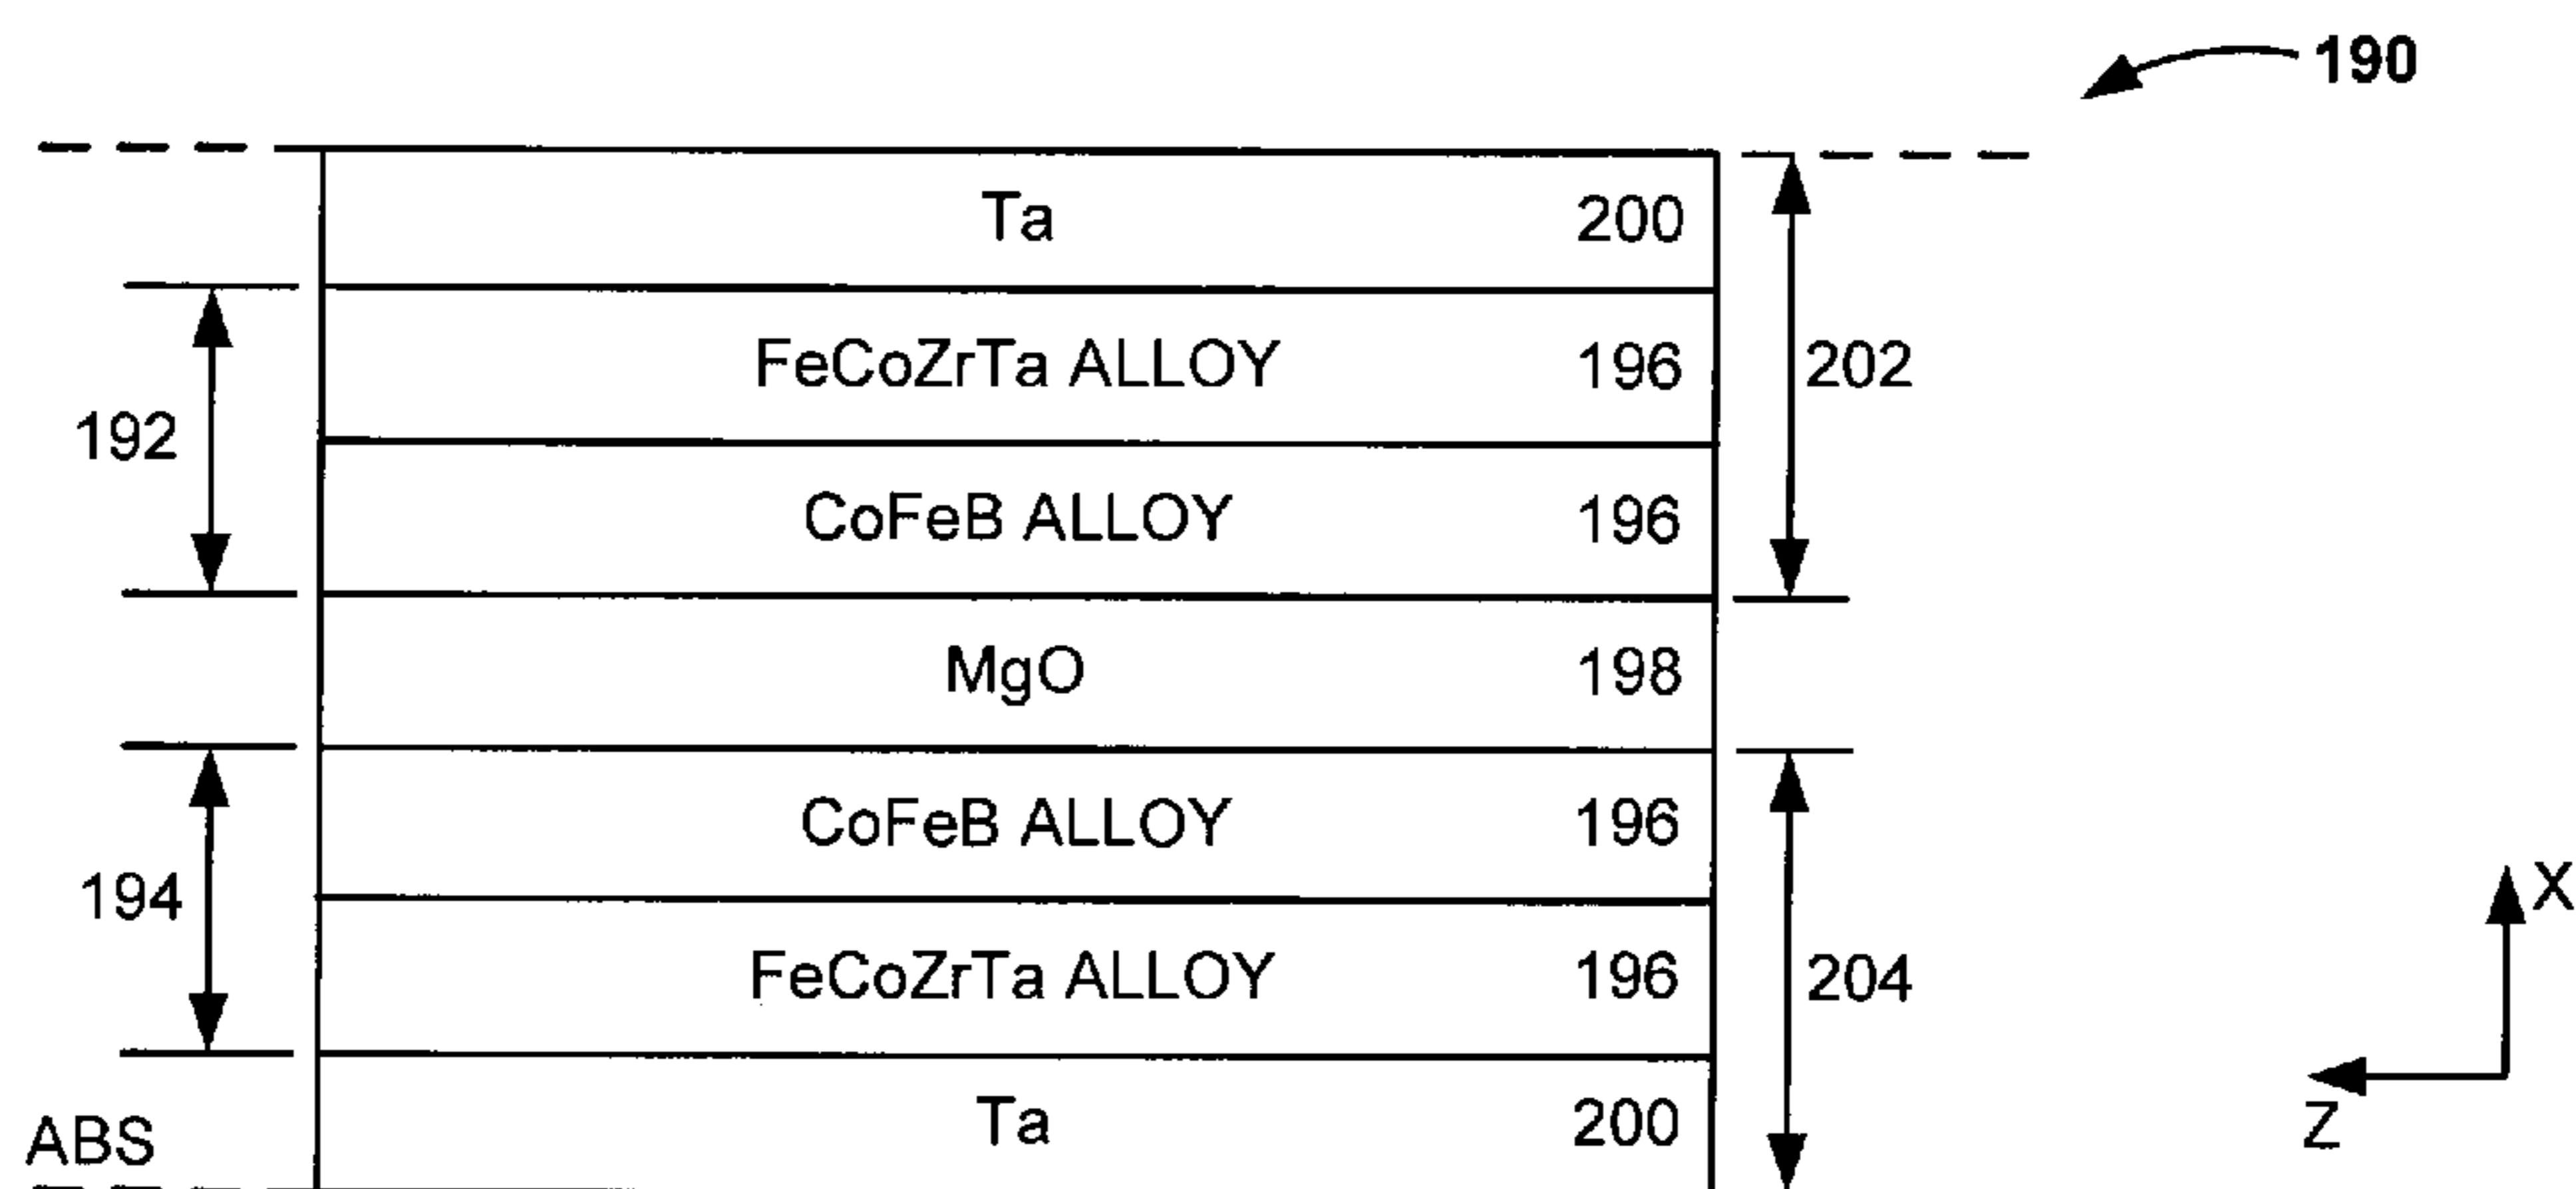 190
Ta 200
FeCoZrTa ALLOY 196 202
192
CoFeB ALLOY 196
MgO 198
CoFeB ALLOY 196
194 X
FeCoZrTa ALLOY 196 204
Ta 200 Z
ABS